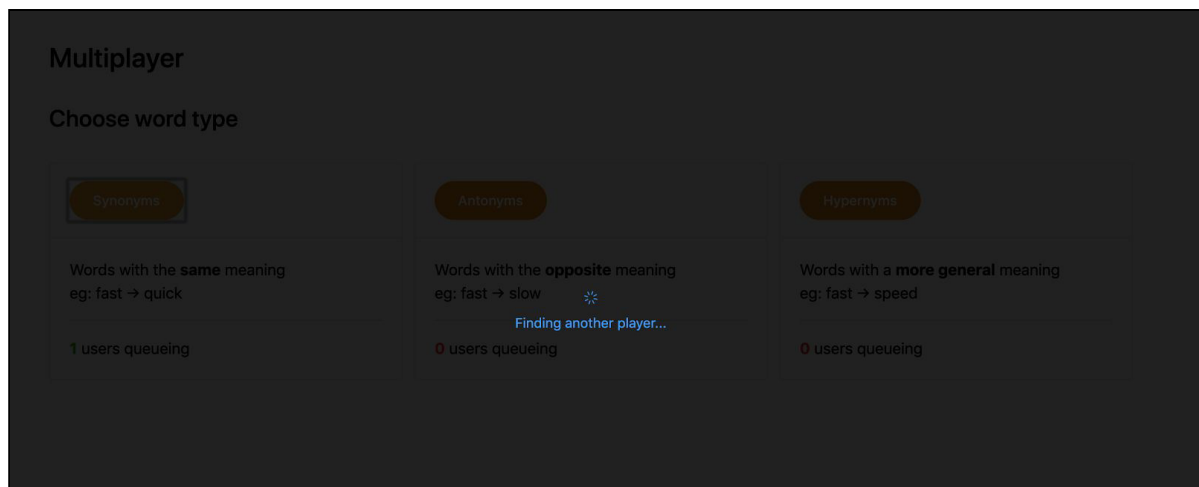 Multiplayer
Choose word type
Synonyms
Words with the same meaning
eg: fast → quick
1 users queueing
Antonyms
Words with the opposite meaning
eg: fast → slow
0 users queueing
Hypernyms
Words with a more general meaning
eg: fast → speed
0 users queueing
Finding another player...